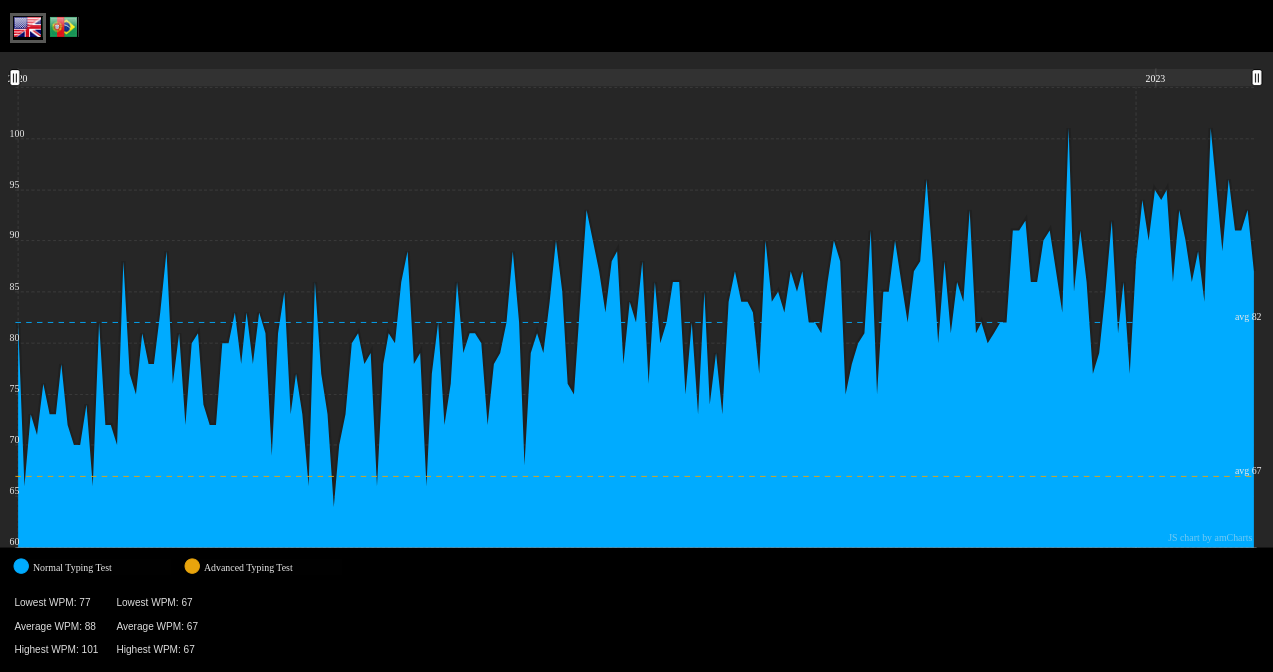 2023
100
95
90
85
80
75
70
65
60
avg 82
avg 67
JS chart by amCharts
Normal Typing Test Advanced Typing Test
Lowest WPM: 77 Lowest WPM: 67
Average WPM: 88 Average WPM: 67
Highest WPM: 101 Highest WPM: 67